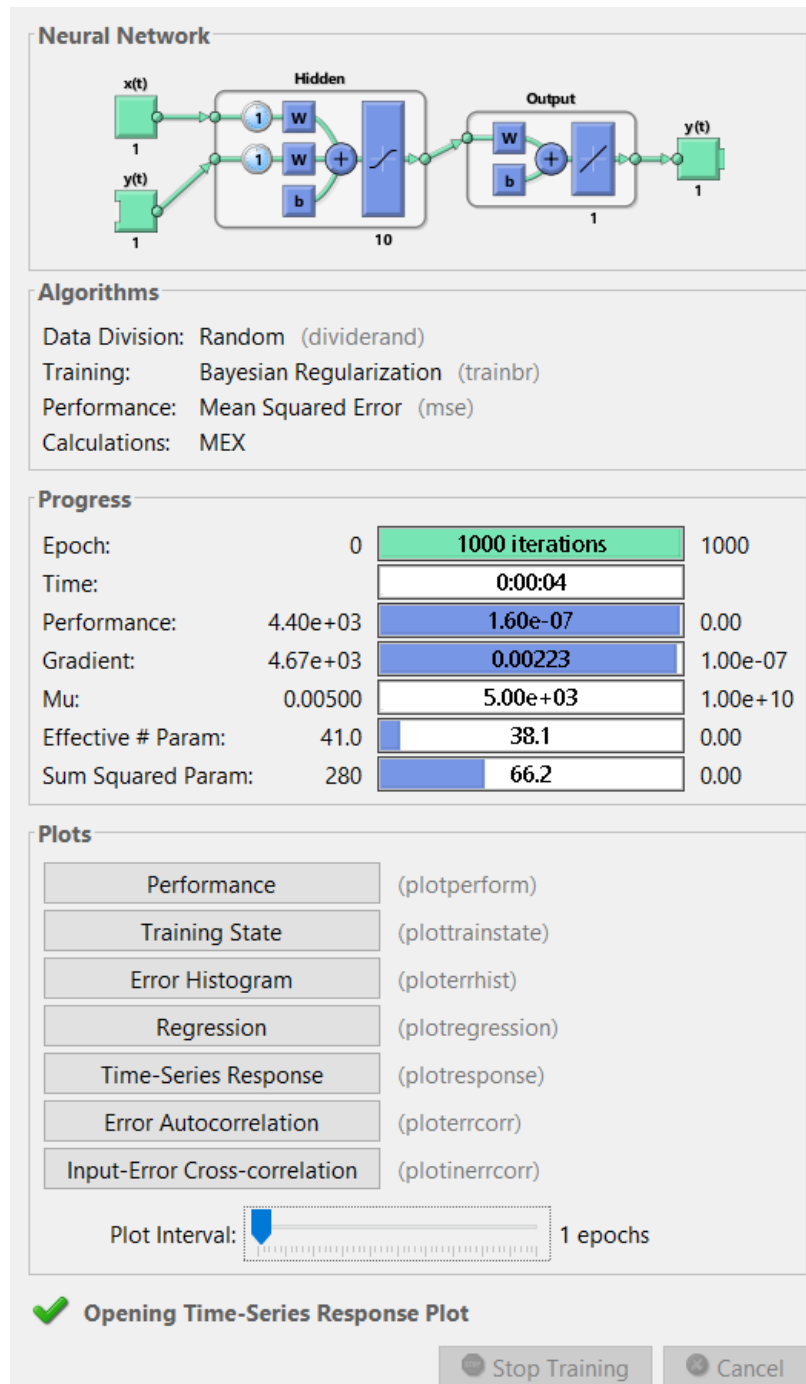 Neural Network
x(t)
Hidden
Output
1
W
W
y(t)
1
y(t)
1
W
+
+
b
b
1
1
1
10
Algorithms
Data Division: Random (dividerand)
Training: Bayesian Regularization (trainbr)
Performance: Mean Squared Error (mse)
Calculations: MEX
Progress
Epoch: 0 1000 iterations 1000
Time: 0:00:04
Performance: 4.40e+03 1.60e-07 0.00
Gradient: 4.67e+03 0.00223 1.00e-07
Mu: 0.00500 5.00e+03 1.00e+10
Effective # Param: 41.0 38.1 0.00
Sum Squared Param: 280 66.2 0.00
Plots
Performance (plotperform)
Training State (plottrainstate)
Error Histogram (ploterrhist)
Regression (plotregression)
Time-Series Response (plotresponse)
Error Autocorrelation (ploterrcorr)
Input-Error Cross-correlation (plotinerrcorr)
Plot Interval: 1 epochs
Opening Time-Series Response Plot
STOP Stop Training Cancel